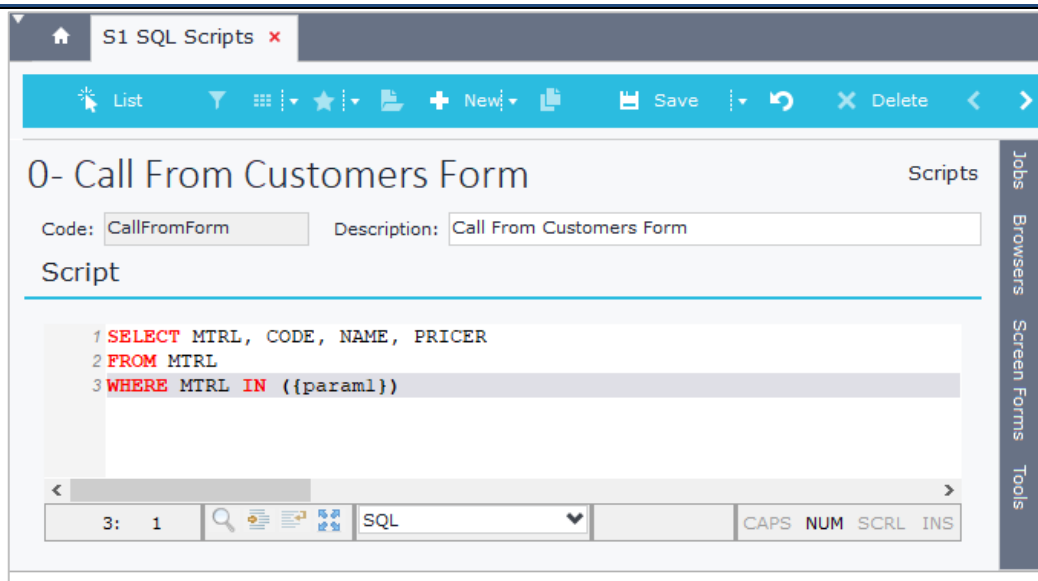 S1 SQL Scripts ×
List New Save Delete
0- Call From Customers Form
Scripts
Code: CallFromForm Description: Call From Customers Form
Script
1 SELECT MTRL, CODE, NAME, PRICER
2 FROM MTRL
3 WHERE MTRL IN ({param1})
3: 1 SQL CAPS NUM SCRL INS
Jobs
Browsers
Screen Forms
Tools